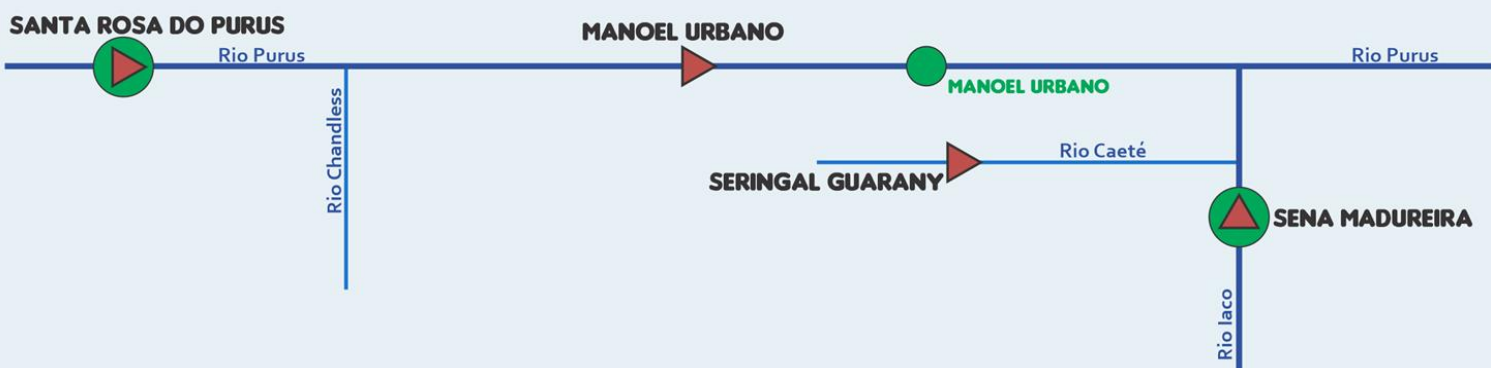 SANTA ROSA DO PURUS
MANOEL URBANO
Rio Purus
Rio Purus
MANOEL URBANO
Rio Chandless
Rio Caeté
SERINGAL GUARANY
SENA MADUREIRA
Rio Iaco